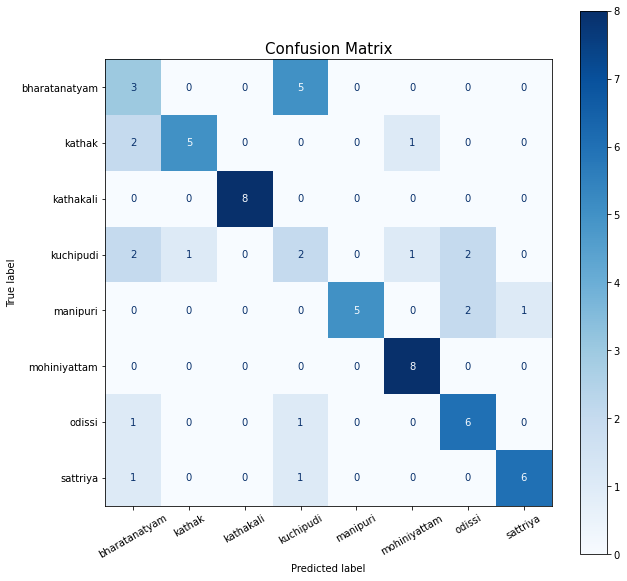 Confusion Matrix
True label
bharatanatyam 3 0 0 5 0 0 0 0
kathak 2 5 0 0 0 1 0 0
kathakali 0 0 8 0 0 0 0 0
kuchipudi 2 1 0 2 0 1 2 0
manipuri 0 0 0 0 5 0 2 1
mohiniyattam 0 0 0 0 0 8 0 0
odissi 1 0 0 1 0 0 6 0
sattriya 1 0 0 1 0 0 0 6
bharatanatyam kathak kathakali kuchipudi manipuri mohiniyattam odissi sattriya
Predicted label
8
7
6
5
4
3
2
1
0